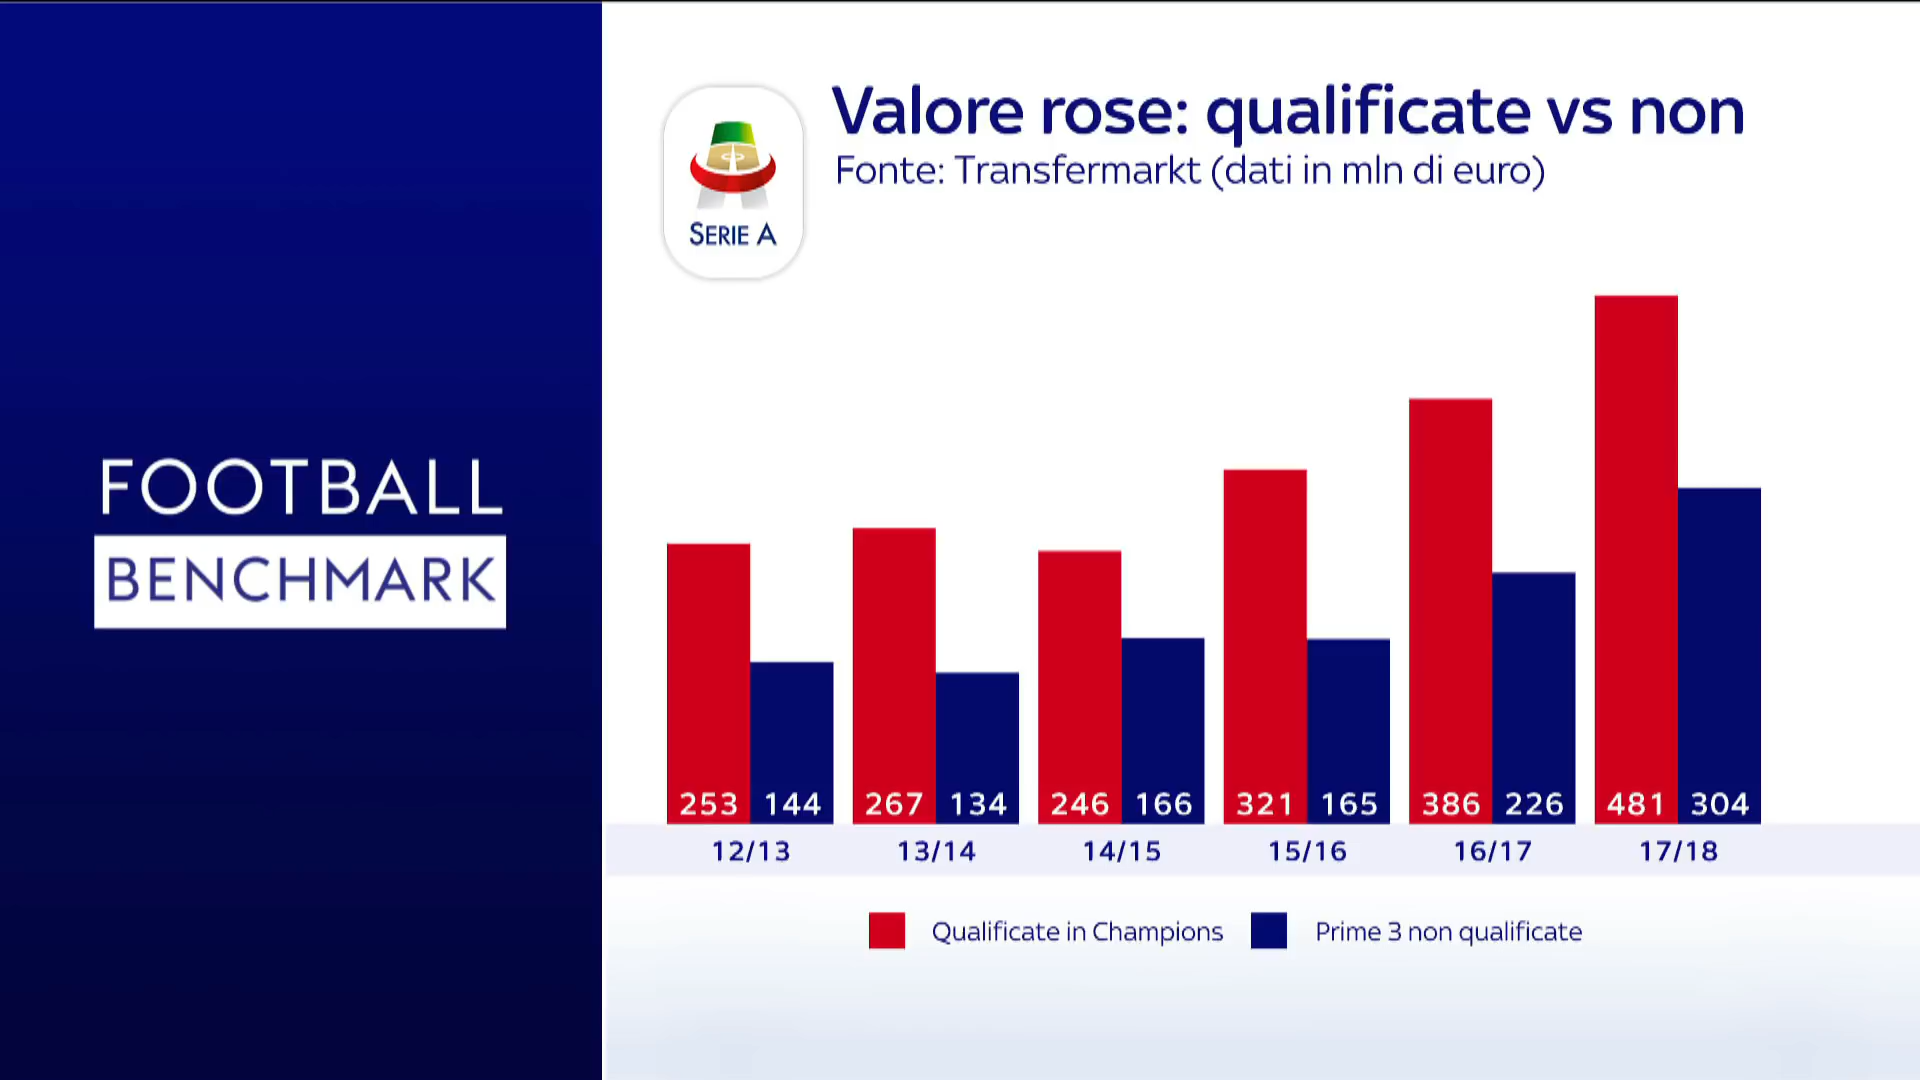 FOOTBALL
BENCHMARK
SERIE A
Valore rose: qualificate vs non
Fonte: Transfermarkt (dati in mln di euro)
253 144 267 134 246 166 321 165 386 226 481 304
12/13 13/14 14/15 15/16 16/17 17/18
Qualificate in Champions Prime 3 non qualificate